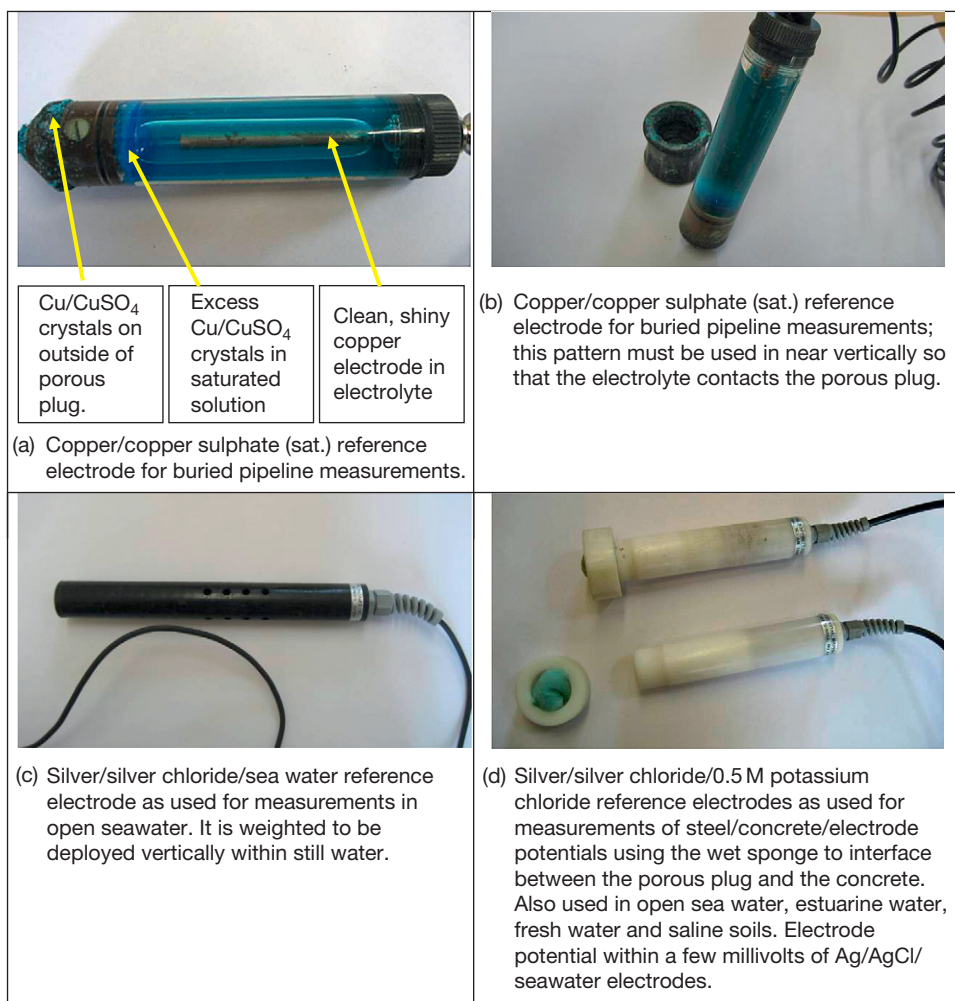 Cu/CuSO₄
crystals on
outside of
porous
plug.
Excess
Cu/CuSO₄
crystals in
saturated
solution
Clean, shiny
copper
electrode in
electrolyte
(a) Copper/copper sulphate (sat.) reference
electrode for buried pipeline measurements.
(b) Copper/copper sulphate (sat.) reference
electrode for buried pipeline measurements;
this pattern must be used in near vertically so
that the electrolyte contacts the porous plug.
(c) Silver/silver chloride/sea water reference
electrode as used for measurements in
open seawater. It is weighted to be
deployed vertically within still water.
(d) Silver/silver chloride/0.5 M potassium
chloride reference electrodes as used for
measurements of steel/concrete/electrode
potentials using the wet sponge to interface
between the porous plug and the concrete.
Also used in open sea water, estuarine water,
fresh water and saline soils. Electrode
potential within a few millivolts of Ag/AgCl/
seawater electrodes.